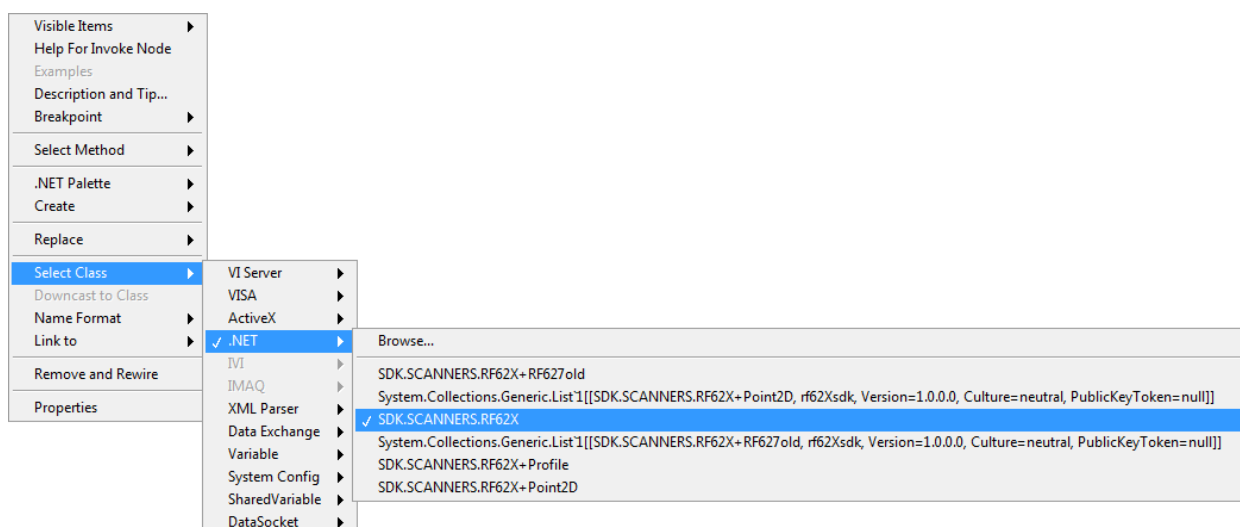 Visible Items
Help For Invoke Node
Examples
Description and Tip...
Breakpoint
Select Method
.NET Palette
Create
Replace
Select Class
Downcast to Class
Name Format
Link to
Remove and Rewire
Properties
VI Server
VISA
ActiveX
.NET
IVI
IMAQ
XML Parser
Data Exchange
Variable
System Config
SharedVariable
DataSocket
Browse...
SDK.SCANNERS.RF62X+RF627old
System.Collections.Generic.List`1[[SDK.SCANNERS.RF62X+Point2D, rf62Xsdk, Version=1.0.0.0, Culture=neutral, PublicKeyToken=null]]
SDK.SCANNERS.RF62X
System.Collections.Generic.List`1[[SDK.SCANNERS.RF62X+RF627old, rf62Xsdk, Version=1.0.0.0, Culture=neutral, PublicKeyToken=null]]
SDK.SCANNERS.RF62X+Profile
SDK.SCANNERS.RF62X+Point2D